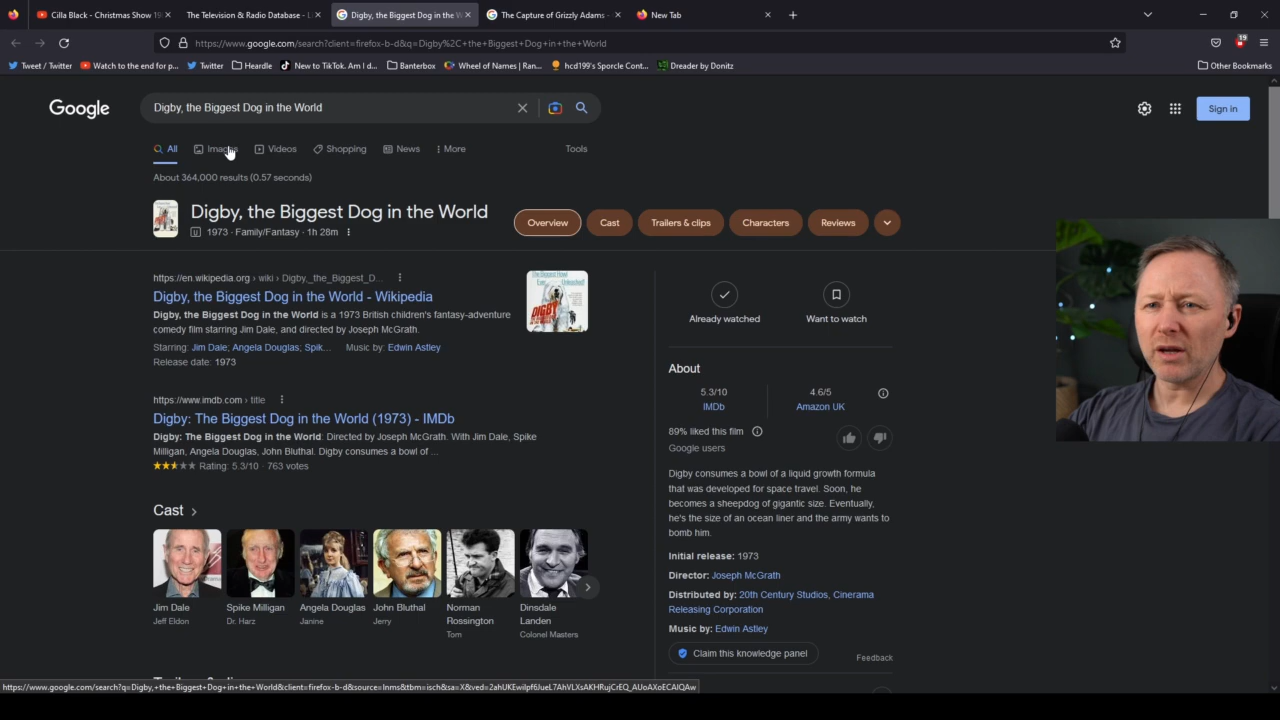 Cilla Black - Christmas Show 19
The Television & Radio Database - L
Digby, the Biggest Dog in the W
The Capture of Grizzly Adams -
New Tab
https://www.google.com/search?client=firefox-b-d&q=Digby%2C+the+Biggest+Dog+in+the+World
19
Tweet / Twitter
Watch to the end for p...
Twitter
Heardle
New to TikTok. Am I d...
Banterbox
Wheel of Names | Ran...
hcd199's Sporcle Cont...
Dreader by Donitz
Other Bookmarks
Google
Digby, the Biggest Dog in the World
Sign in
All
Images
Videos
Shopping
News
More
Tools
About 364,000 results (0.57 seconds)
Digby, the Biggest Dog in the World
U 1973 · Family/Fantasy · 1h 28m
Overview
Cast
Trailers & clips
Characters
Reviews
https://en.wikipedia.org › wiki › Digby,_the_Biggest_D...
Digby, the Biggest Dog in the World - Wikipedia
Digby, the Biggest Dog in the World is a 1973 British children's fantasy-adventure
comedy film starring Jim Dale, and directed by Joseph McGrath.
Starring: Jim Dale; Angela Douglas; Spik... Music by: Edwin Astley
Release date: 1973
DIGBY
https://www.imdb.com › title
Digby: The Biggest Dog in the World (1973) - IMDb
Digby: The Biggest Dog in the World: Directed by Joseph McGrath. With Jim Dale, Spike
Milligan, Angela Douglas, John Bluthal. Digby consumes a bowl of ...
Rating: 5.3/10 · 763 votes
Cast
Jim Dale
Jeff Eldon
Spike Milligan
Dr. Harz
Angela Douglas
Janine
John Bluthal
Jerry
Norman
Rossington
Tom
Dinsdale
Landen
Colonel Masters
Already watched
Want to watch
About
5.3/10
IMDb
4.6/5
Amazon UK
89% liked this film
Google users
Digby consumes a bowl of a liquid growth formula
that was developed for space travel. Soon, he
becomes a sheepdog of gigantic size. Eventually,
he's the size of an ocean liner and the army wants to
bomb him.
Initial release: 1973
Director: Joseph McGrath
Distributed by: 20th Century Studios, Cinerama
Releasing Corporation
Music by: Edwin Astley
Claim this knowledge panel
Feedback